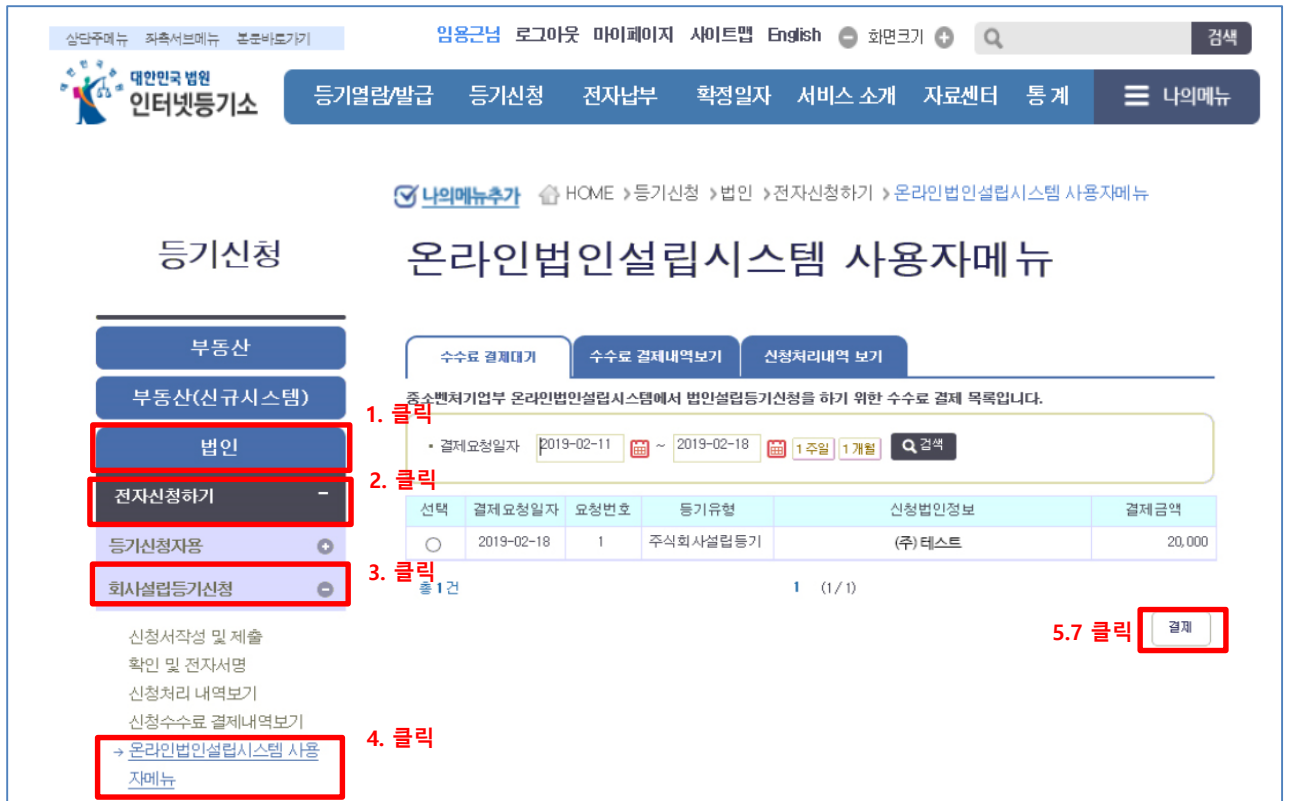 상단주메뉴 좌측서브메뉴 본문바로가기
임용근님 로그아웃 마이페이지 사이트맵 English 화면크기 검색
대한민국 법원
인터넷등기소
등기열람/발급 등기신청 전자납부 확정일자 서비스 소개 자료센터 통계 나의메뉴
나의메뉴추가 HOME > 등기신청 > 법인 > 전자신청하기 > 온라인법인설립시스템 사용자메뉴
등기신청
온라인법인설립시스템 사용자메뉴
부동산
부동산(신규시스템)
1. 클릭
법인
2. 클릭
전자신청하기 -
등기신청자용
3. 클릭
회사설립등기신청
신청서작성 및 제출
확인 및 전자서명
신청처리 내역보기
신청수수료 결제내역보기
4. 클릭
→ 온라인법인설립시스템 사용
자메뉴
수수료 결제대기 수수료 결제내역보기 신청처리내역 보기
중소벤처기업부 온라인법인설립시스템에서 법인설립등기신청을 하기 위한 수수료 결제 목록입니다.
결제요청일자 2019-02-11 ~ 2019-02-18 1주일 1개월 검색
선택 결제요청일자 요청번호 등기유형 신청법인정보 결제금액
2019-02-18 1 주식회사설립등기 (주)테스트 20,000
총 1 건 1 (1/1)
5.7 클릭 결제